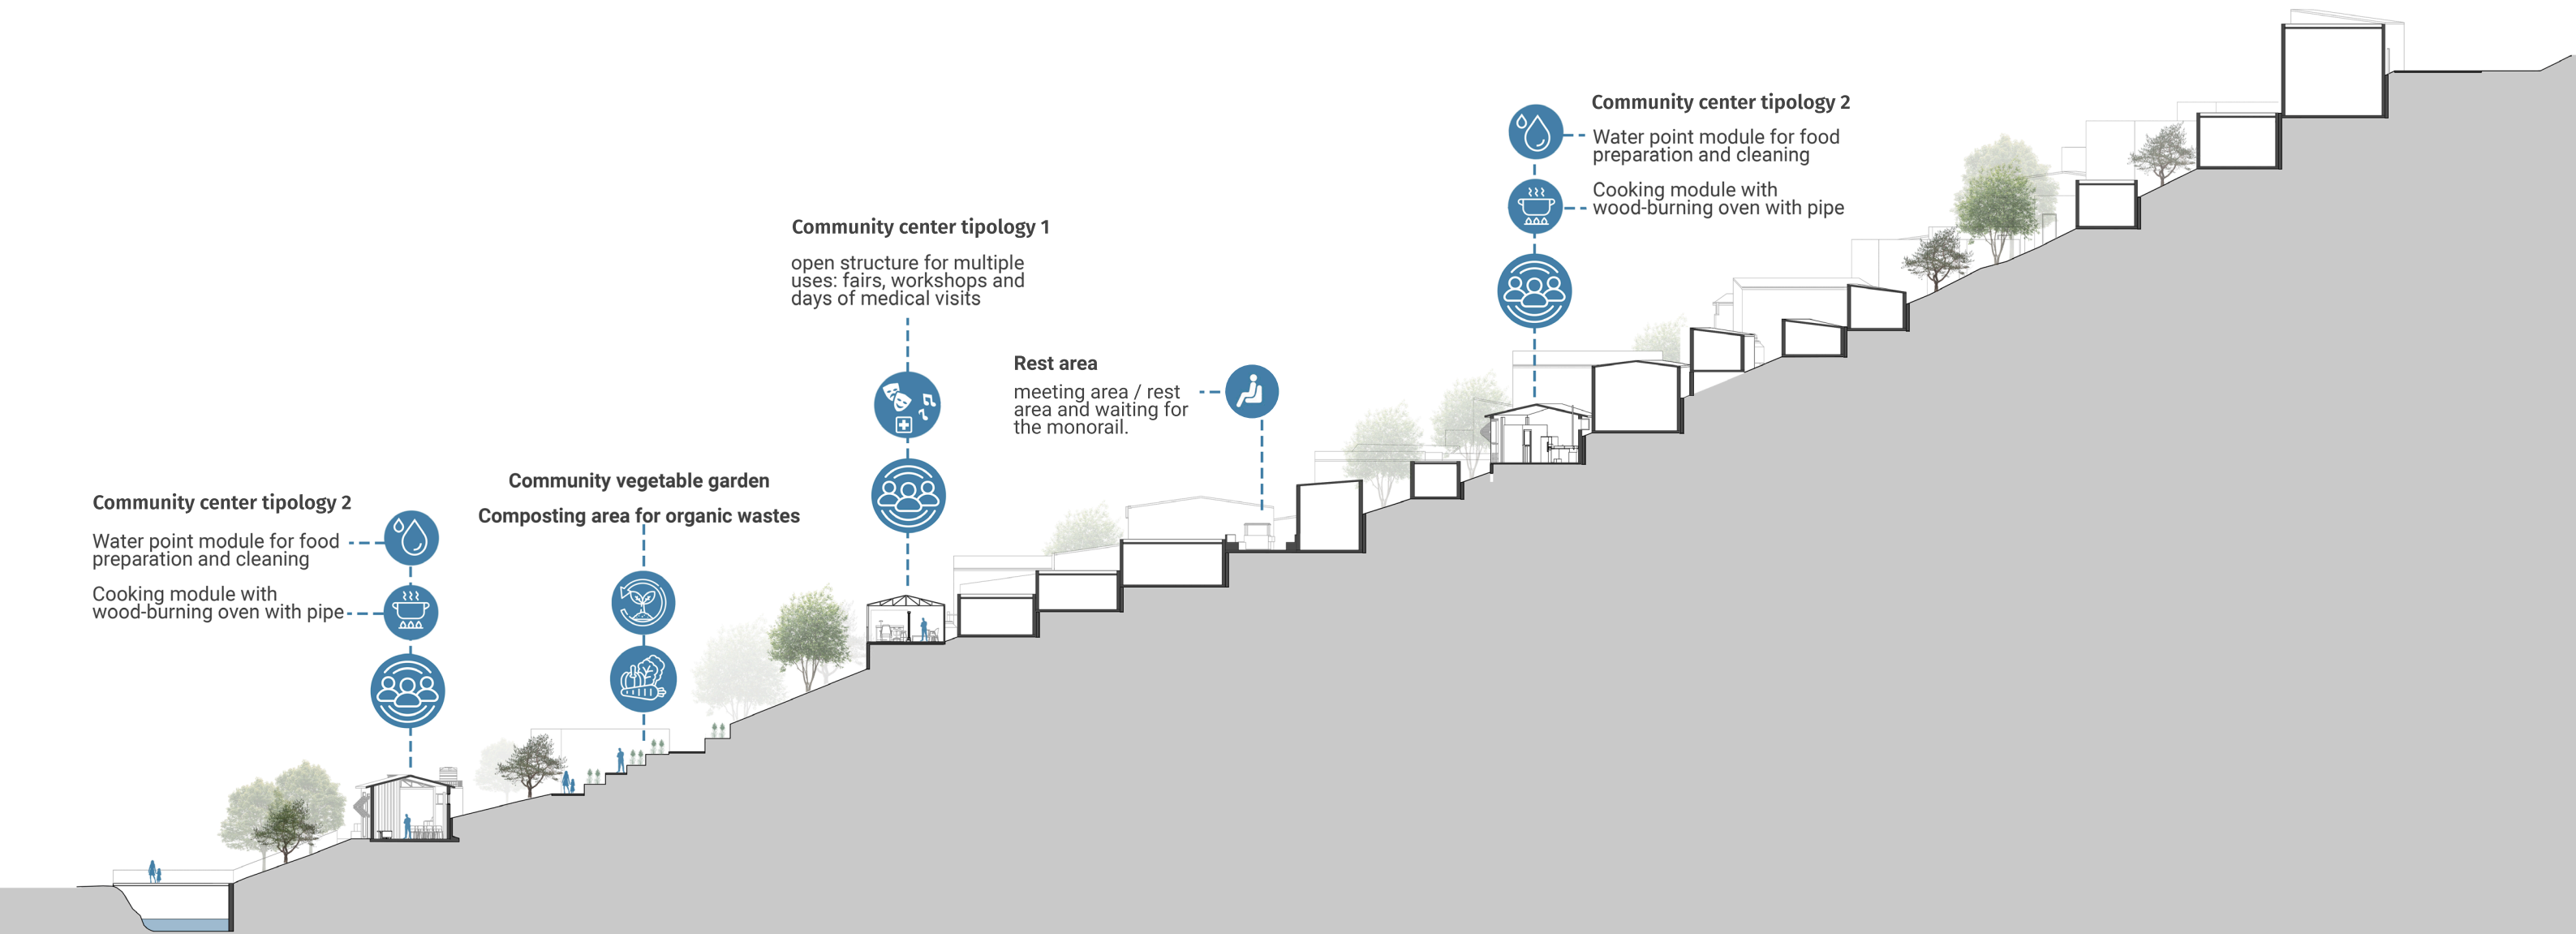 Community center tipology 2
Water point module for food
preparation and cleaning
Cooking module with
wood-burning oven with pipe
Community vegetable garden
Composting area for organic wastes
Community center tipology 1
open structure for multiple
uses: fairs, workshops and
days of medical visits
Rest area
meeting area / rest
area and waiting for
the monorail.
Community center tipology 2
Water point module for food
preparation and cleaning
Cooking module with
wood-burning oven with pipe